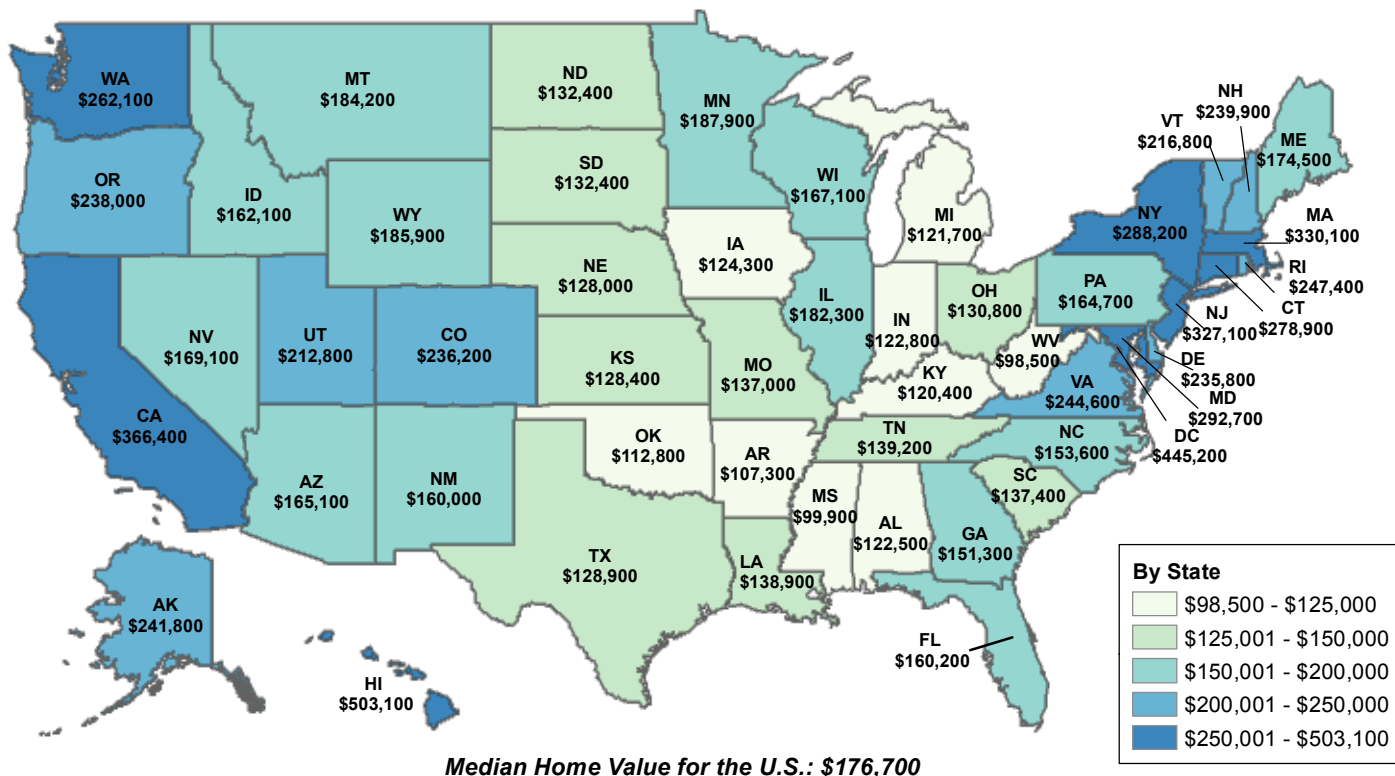 WA
$262,100
MT
$184,200
ND
$132,400
MN
$187,900
NH
$239,900
VT
$216,800
ME
$174,500
OR
$238,000
ID
$162,100
WY
$185,900
SD
$132,400
WI
$167,100
MI
$121,700
NY
$288,200
MA
$330,100
RI
$247,400
CT
$278,900
NJ
$327,100
DE
$235,800
MD
$292,700
DC
$445,200
IA
$124,300
NE
$128,000
IL
$182,300
IN
$122,800
OH
$130,800
PA
$164,700
NV
$169,100
UT
$212,800
CO
$236,200
KS
$128,400
MO
$137,000
KY
$120,400
WV
$98,500
VA
$244,600
CA
$366,400
AZ
$165,100
NM
$160,000
OK
$112,800
AR
$107,300
TN
$139,200
NC
$153,600
SC
$137,400
MS
$99,900
AL
$122,500
GA
$151,300
TX
$128,900
LA
$138,900
FL
$160,200
AK
$241,800
HI
$503,100
By State
$98,500 - $125,000
$125,001 - $150,000
$150,001 - $200,000
$200,001 - $250,000
$250,001 - $503,100
Median Home Value for the U.S.: $176,700